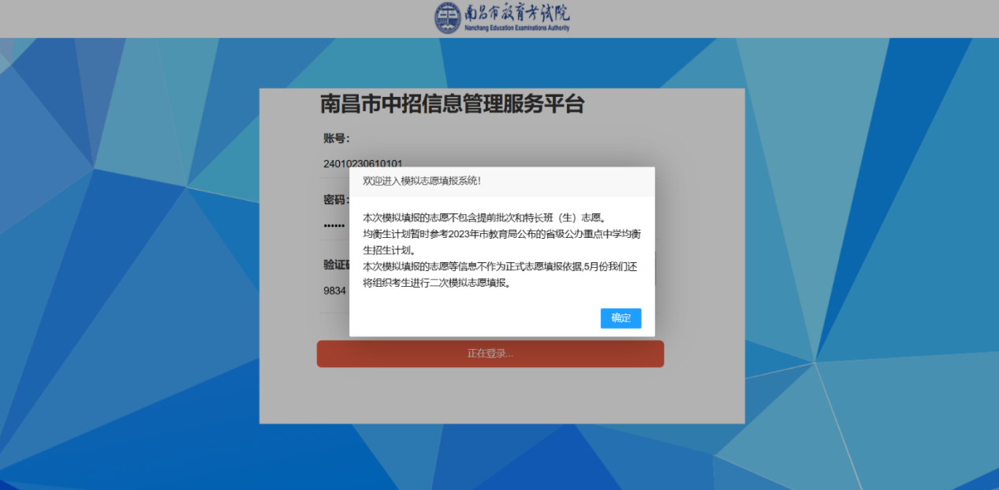 南昌市教育考试院
Nanchang Education Examinations Authority
南昌市中招信息管理服务平台
账号：
24010230610101
欢迎进入模拟志愿填报系统！
密码：
本次模拟填报的志愿不包含提前批次和特长班（生）志愿。
••••••
均衡生计划暂时参考2023年市教育局公布的省级公办重点中学均衡
生招生计划。
验证码
本次模拟填报的志愿等信息不作为正式志愿填报依据,5月份我们还
将组织考生进行二次模拟志愿填报。
9834
确定
正在登录...